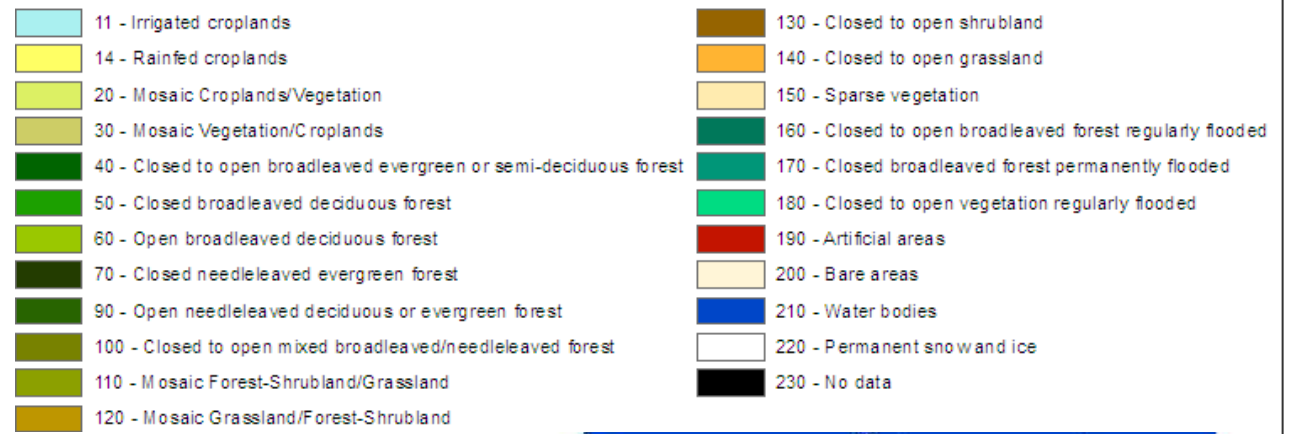 11 - Irrigated croplands
14 - Rainfed croplands
20 - Mosaic Croplands/Vegetation
30 - Mosaic Vegetation/Croplands
40 - Closed to open broadleaved evergreen or semi-deciduous forest
50 - Closed broadleaved deciduous forest
60 - Open broadleaved deciduous forest
70 - Closed needleleaved evergreen forest
90 - Open needleleaved deciduous or evergreen forest
100 - Closed to open mixed broadleaved/needleleaved forest
110 - Mosaic Forest-Shrubland/Grassland
120 - Mosaic Grassland/Forest-Shrubland
130 - Closed to open shrubland
140 - Closed to open grassland
150 - Sparse vegetation
160 - Closed to open broadleaved forest regularly flooded
170 - Closed broadleaved forest permanently flooded
180 - Closed to open vegetation regularly flooded
190 - Artificial areas
200 - Bare areas
210 - Water bodies
220 - Permanent snow and ice
230 - No data